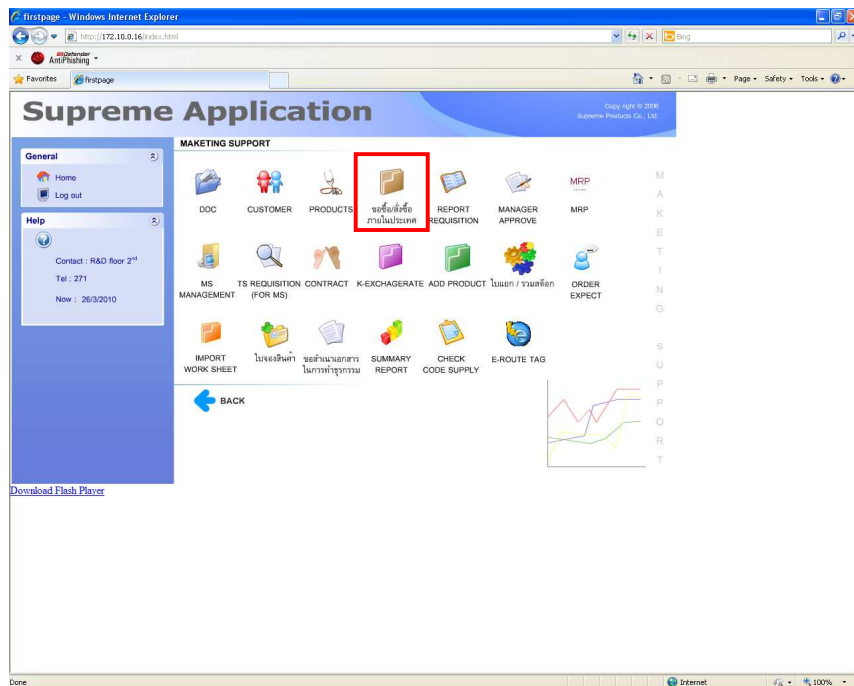 firstpage - Windows Internet Explorer
http://172.10.0.16/index.html
Bing
x BitDefender AntiPhishing
Favorites firstpage
Page Safety Tools
Supreme Application
Copy right © 2006
Supreme Products Co., Ltd.
MAKETING SUPPORT
General
Home
Log out
Help
Contact : R&D floor 2nd
Tel : 271
Now : 26/3/2010
DDC
CUSTOMER
PRODUCTS
ขอซื้อ/สั่งซื้อ
ภายในประเทศ
REPORT
REQUISITION
MANAGER
APPROVE
MRP
MRP
MS
MANAGEMENT
TS REQUISITION
(FOR MS)
CONTRACT
K-EXCHAGERATE
ADD PRODUCT
ใบแยก / รวมสต๊อก
ORDER
EXPECT
IMPORT
WORK SHEET
ใบจองสินค้า
ขอสำเนาเอกสาร
ในการทำธุรกรรม
SUMMARY
REPORT
CHECK
CODE SUPPLY
E-ROUTE TAG
BACK
M
A
K
E
T
I
N
G
S
U
P
P
O
R
T
Download Flash Player
Done
Internet
100%